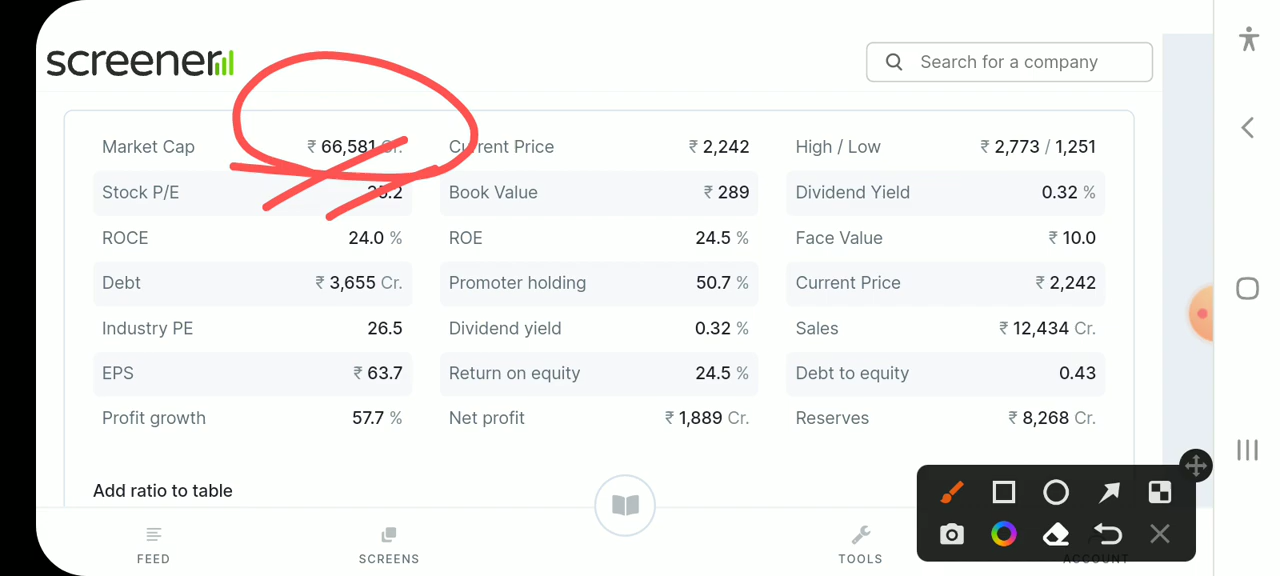 screener
Search for a company
Market Cap ₹ 66,581 Cr. Current Price ₹ 2,242 High / Low ₹ 2,773 / 1,251
Stock P/E Book Value ₹ 289 Dividend Yield 0.32 %
ROCE 24.0 % ROE 24.5 % Face Value ₹ 10.0
Debt ₹ 3,655 Cr. Promoter holding 50.7 % Current Price ₹ 2,242
Industry PE 26.5 Dividend yield 0.32 % Sales ₹ 12,434 Cr.
EPS ₹ 63.7 Return on equity 24.5 % Debt to equity 0.43
Profit growth 57.7 % Net profit ₹ 1,889 Cr. Reserves ₹ 8,268 Cr.
Add ratio to table
FEED SCREENS TOOLS ACCOUNT